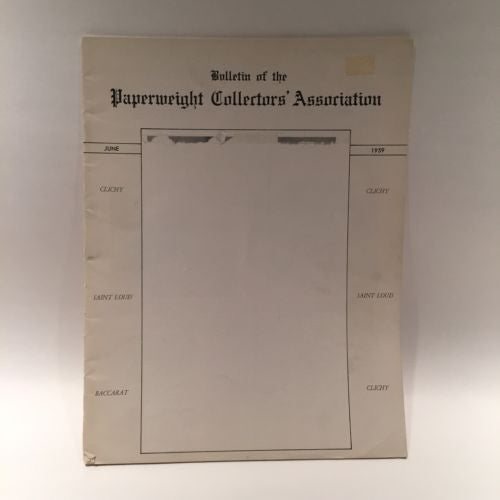 Bulletin of the
Paperweight Collectors' Association
JUNE 1959
CLICHY CLICHY
SAINT LOUIS SAINT LOUIS
BACCARAT CLICHY